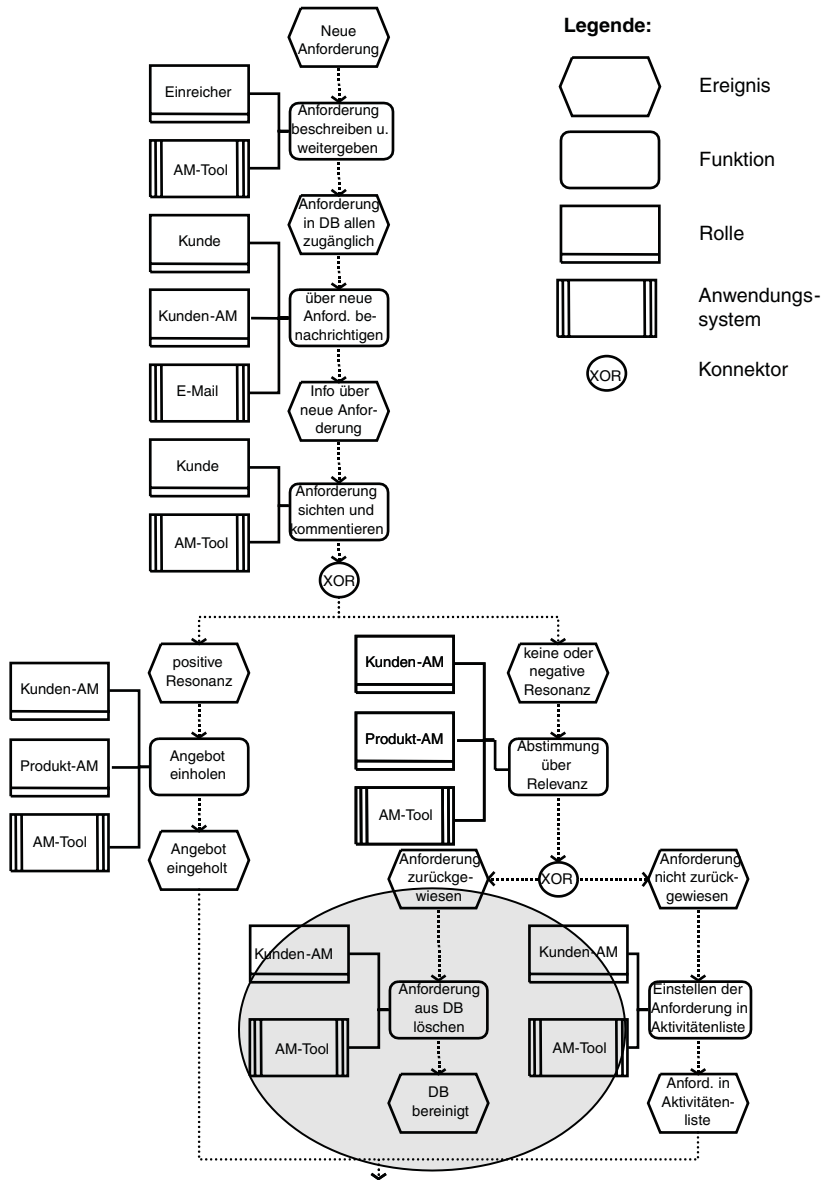 Neue
Anforderung
Einreicher
AM-Tool
Anforderung
beschreiben u.
weitergeben
Anforderung
in DB allen
zugänglich
Kunde
Kunden-AM
E-Mail
über neue
Anford. be-
nachrichtigen
Info über
neue Anfor-
derung
Kunde
AM-Tool
Anforderung
sichten und
kommentieren
XOR
Legende:
Ereignis
Funktion
Rolle
Anwendungs-
system
XOR
Konnektor
positive
Resonanz
Kunden-AM
Produkt-AM
AM-Tool
Angebot
einholen
Angebot
eingeholt
keine oder
negative
Resonanz
Kunden-AM
Produkt-AM
AM-Tool
Abstimmung
über
Relevanz
XOR
Anforderung
zurückge-
wiesen
Anforderung
nicht zurück-
gewiesen
Kunden-AM
AM-Tool
Anforderung
aus DB
löschen
DB
bereinigt
Kunden-AM
AM-Tool
Einstellen der
Anforderung in
Aktivitätenliste
Anford. in
Aktivitäten-
liste